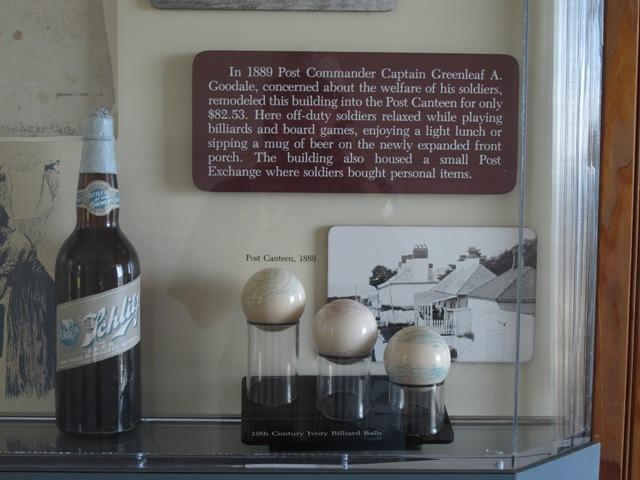 In 1889 Post Commander Captain Greenleaf A.
Goodale, concerned about the welfare of his soldiers,
remodeled this building into the Post Canteen for only
$82.53. Here off-duty soldiers relaxed while playing
billiards and board games, enjoying a light lunch or
sipping a mug of beer on the newly expanded front
porch. The building also housed a small Post
Exchange where soldiers bought personal items.
Post Canteen, 1889
Schlitz
19th Century Ivory Billiard Balls